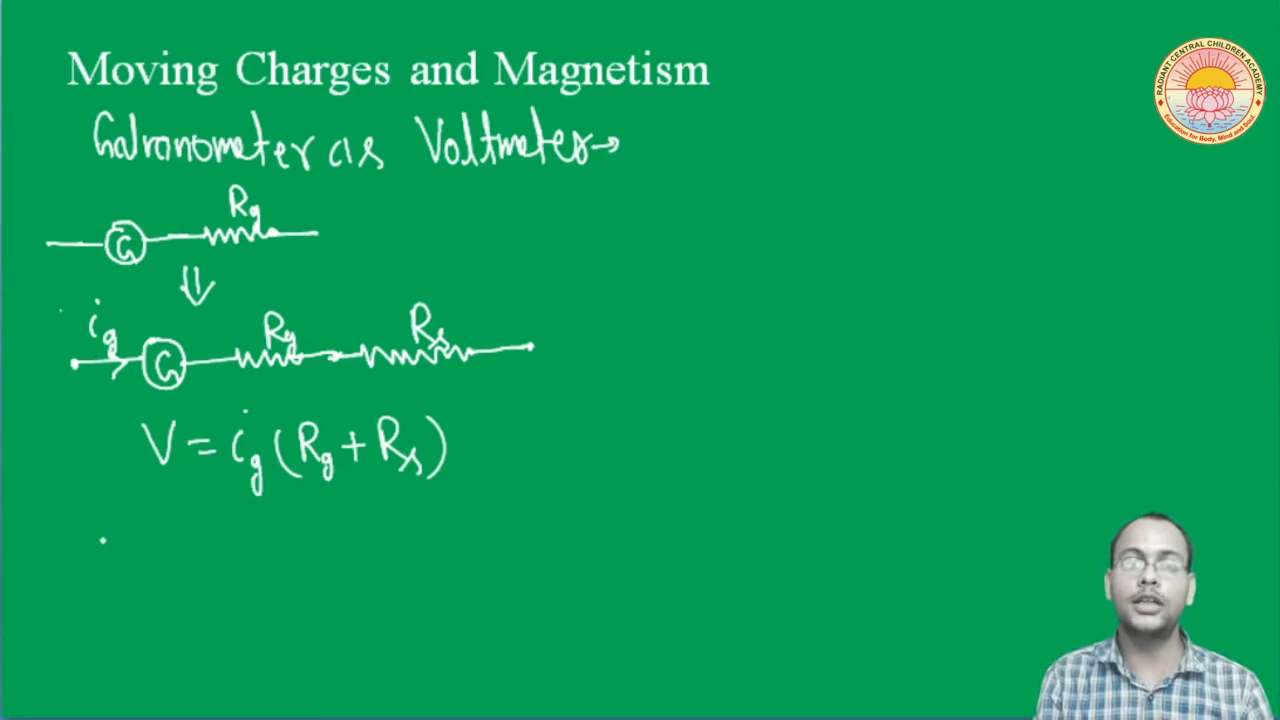 Moving Charges and Magnetism
RADIANT CENTRAL CHILDREN ACADEMY
Education for Body, Mind and Soul
Galvanometer as Voltmeter→
Rg
G
ig Rg Rs
G
V = ig (Rg + Rs)